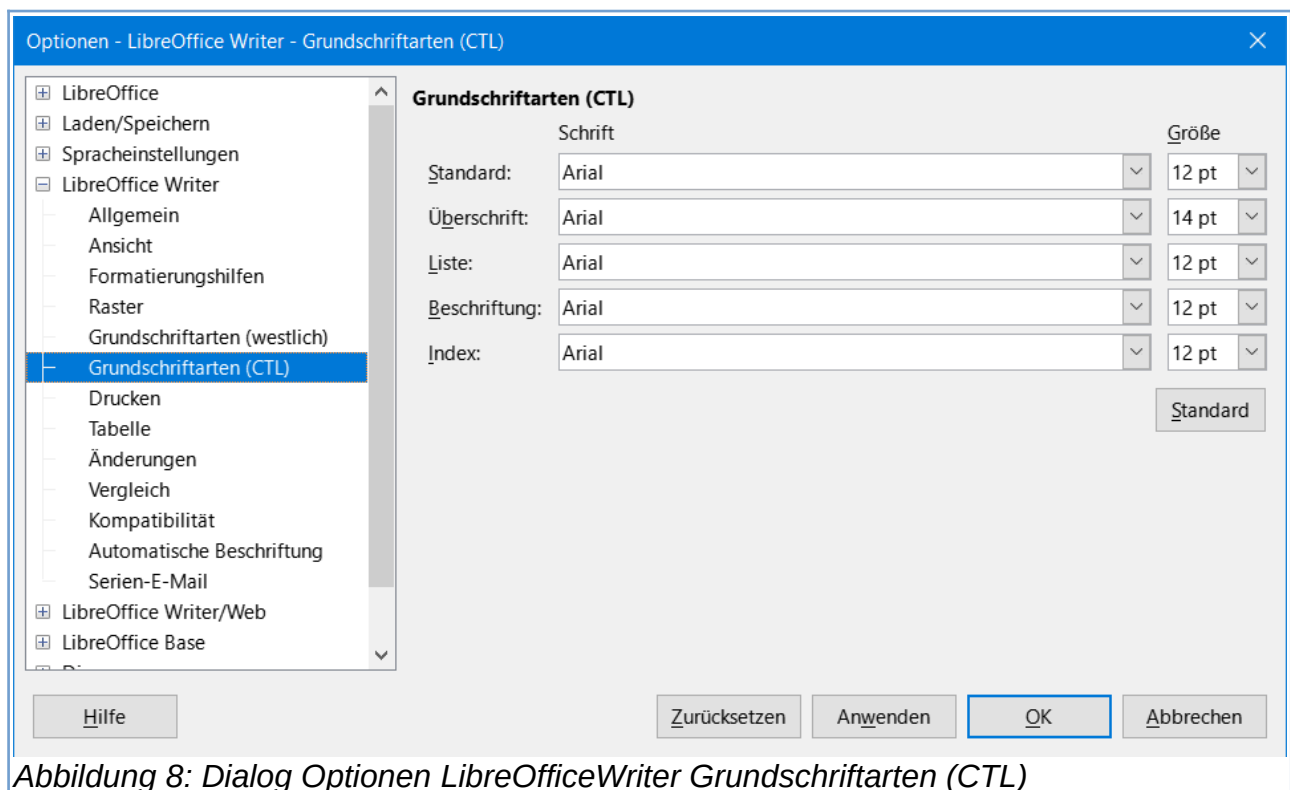 Optionen - LibreOffice Writer - Grundschriftarten (CTL)
LibreOffice
Laden/Speichern
Spracheinstellungen
LibreOffice Writer
Allgemein
Ansicht
Formatierungshilfen
Raster
Grundschriftarten (westlich)
Grundschriftarten (CTL)
Drucken
Tabelle
Änderungen
Vergleich
Kompatibilität
Automatische Beschriftung
Serien-E-Mail
LibreOffice Writer/Web
LibreOffice Base
Grundschriftarten (CTL)
Schrift Größe
Standard: Arial 12 pt
Überschrift: Arial 14 pt
Liste: Arial 12 pt
Beschriftung: Arial 12 pt
Index: Arial 12 pt
Standard
Hilfe Zurücksetzen Anwenden OK Abbrechen
Abbildung 8: Dialog Optionen LibreOfficeWriter Grundschriftarten (CTL)